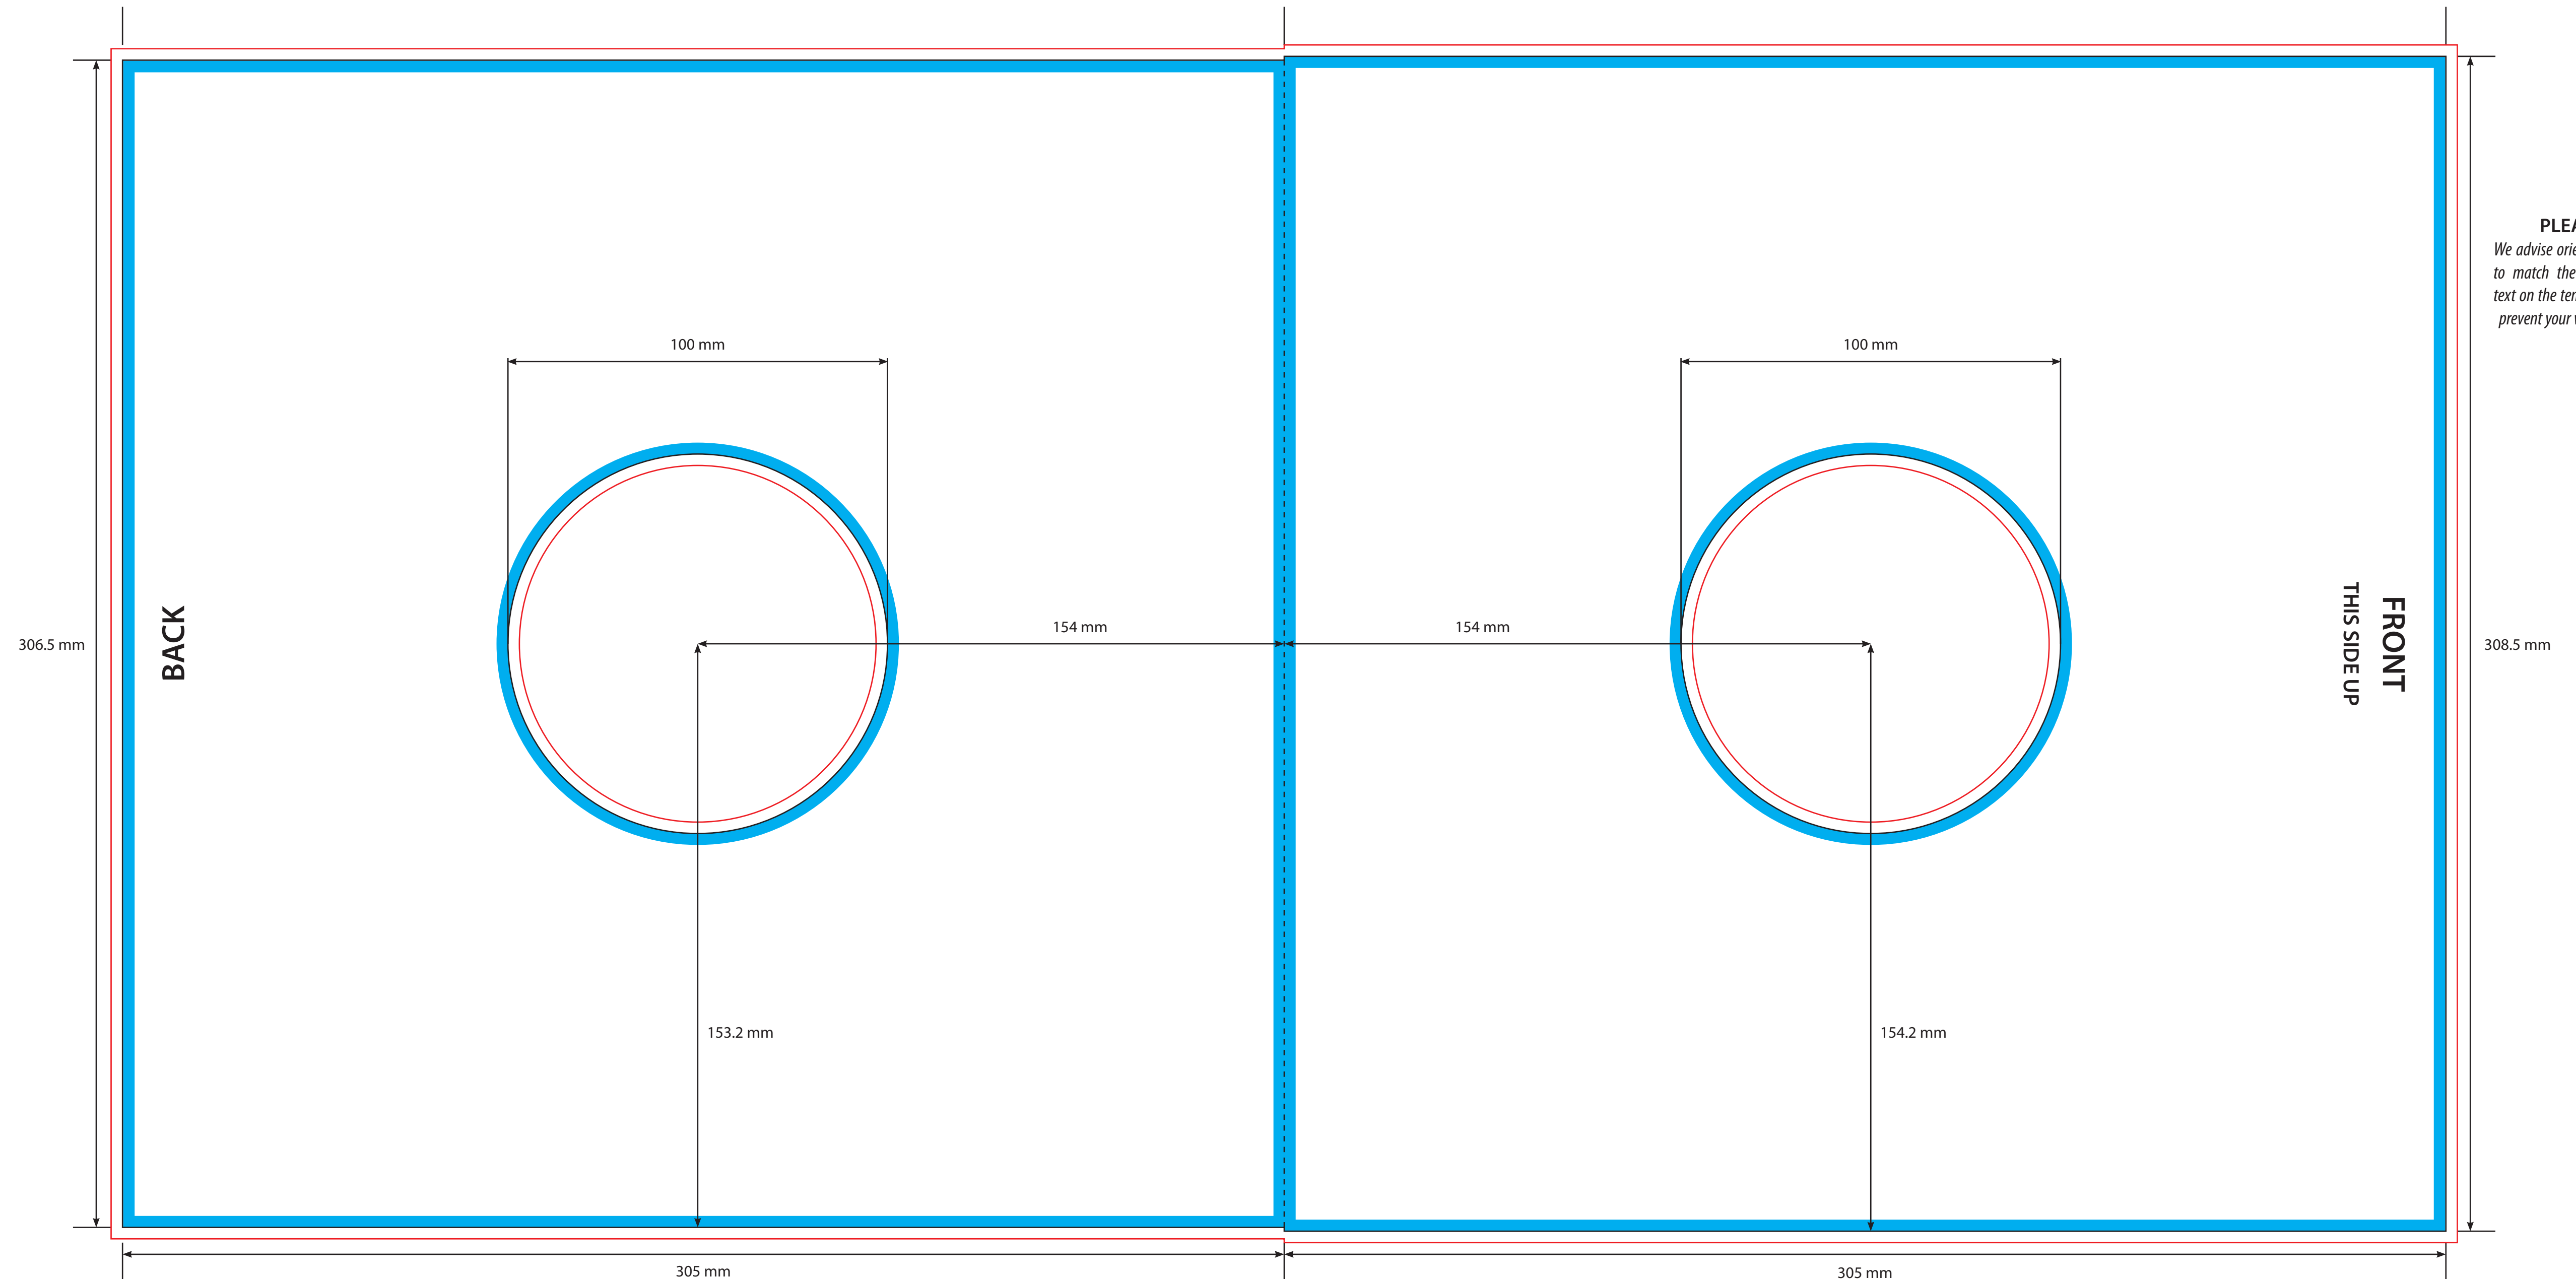 PLEA
We advise orie
to match the
text on the ten
prevent your v
100 mm
100 mm
154 mm
154 mm
306.5 mm
BACK
THIS SIDE UP
FRONT
308.5 mm
153.2 mm
154.2 mm
305 mm
305 mm